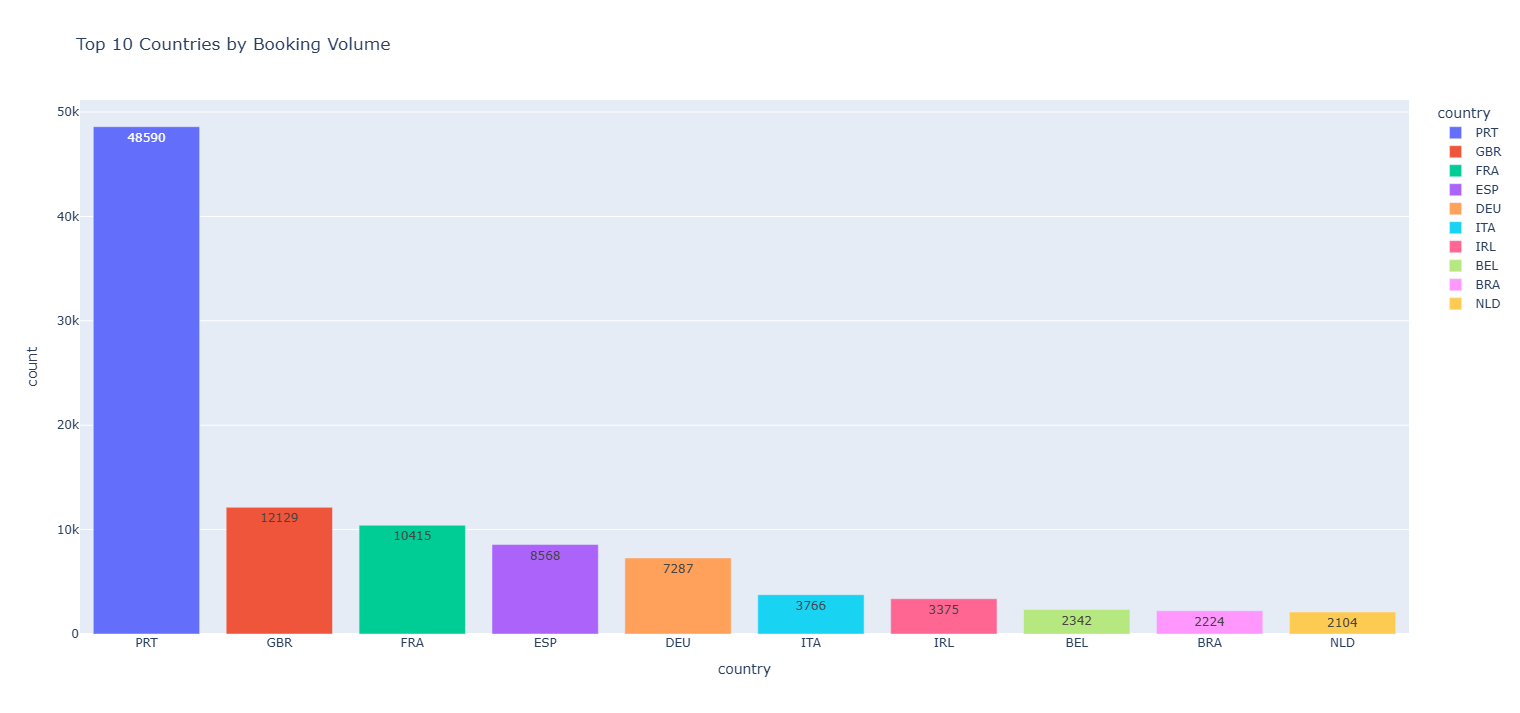 Top 10 Countries by Booking Volume
count
50k
40k
30k
20k
10k
0
48590
12129
10415
8568
7287
3766
3375
2342
2224
2104
PRT
GBR
FRA
ESP
DEU
ITA
IRL
BEL
BRA
NLD
country
country
PRT
GBR
FRA
ESP
DEU
ITA
IRL
BEL
BRA
NLD